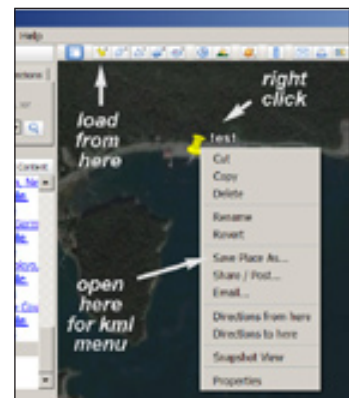 Help
load
from
here
right
click
test
Cut
Copy
Delete
Rename
Revert
Save Place As...
Share / Post...
Email...
Directions from here
Directions to here
Snapshot View
Properties
open
here
for kml
menu